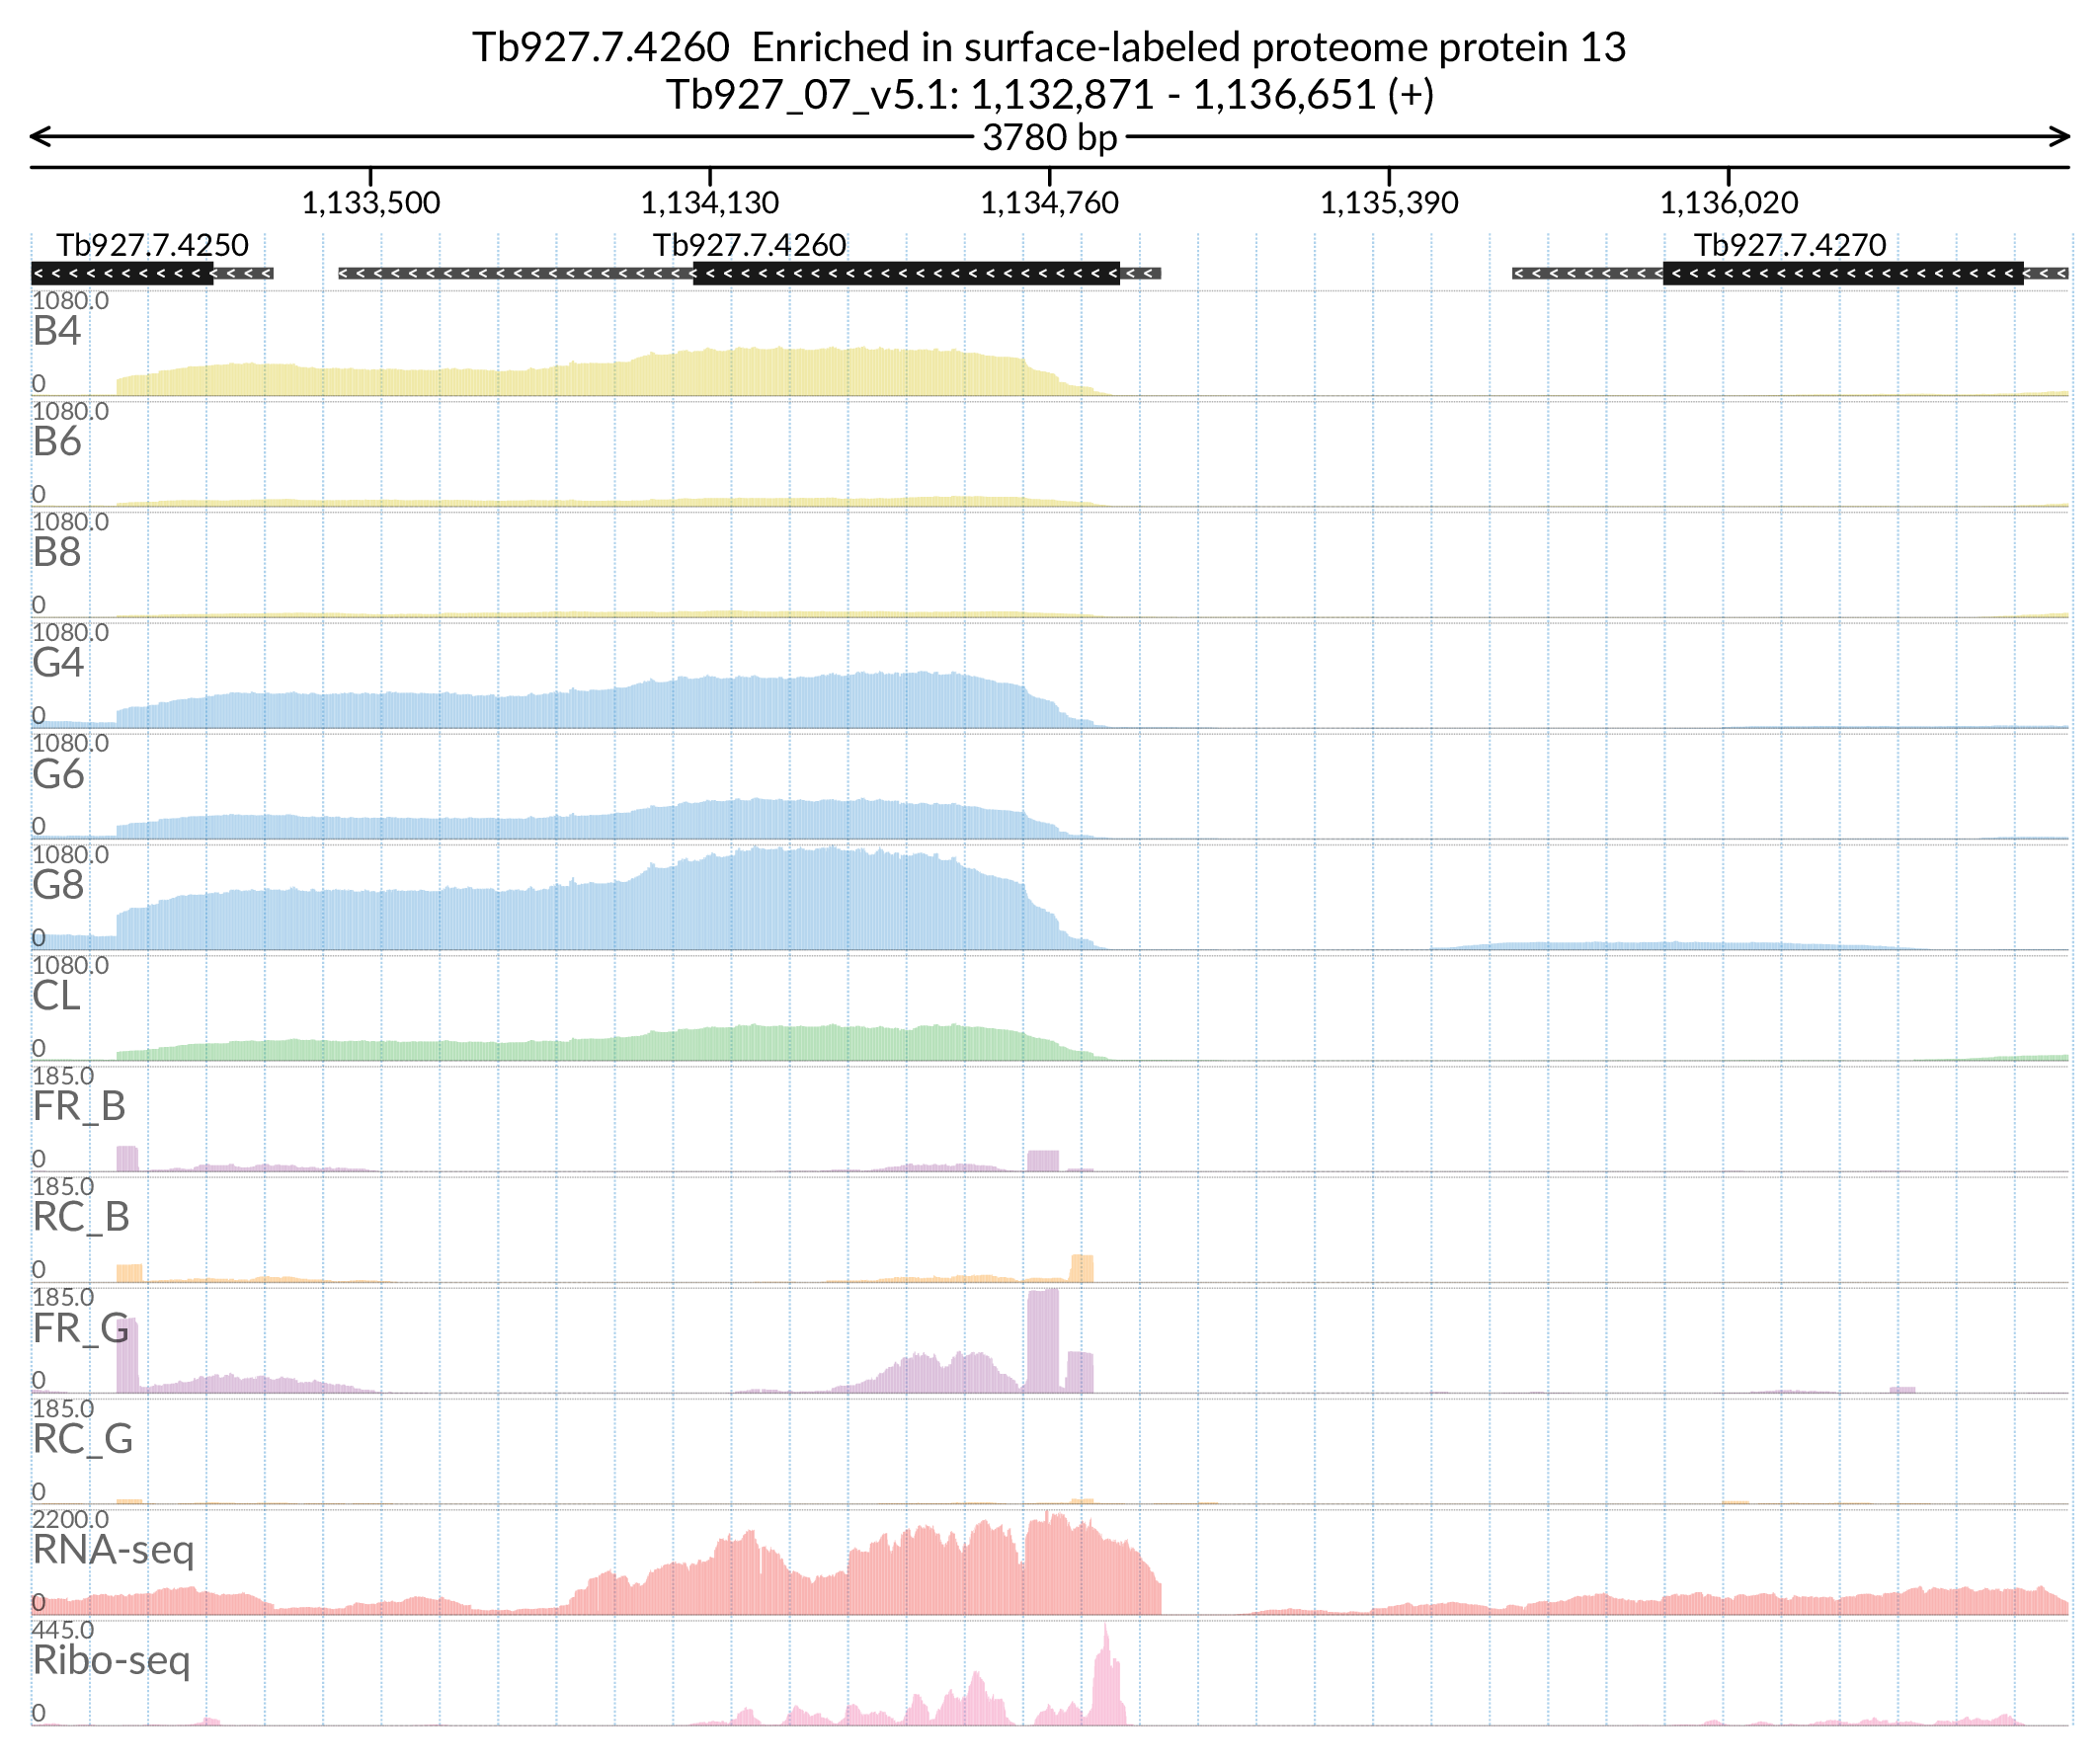 Tb927.7.4260  Enriched in surface-labeled proteome protein 13
Tb927_07_v5.1: 1,132,871 - 1,136,651 (+)
3780 bp
1,133,500 1,134,130 1,134,760 1,135,390 1,136,020
Tb927.7.4250 Tb927.7.4260 Tb927.7.4270
1080.0
B4
0
1080.0
B6
0
1080.0
B8
0
1080.0
G4
0
1080.0
G6
0
1080.0
G8
0
1080.0
CL
0
185.0
FR_B
0
185.0
RC_B
0
185.0
FR_G
0
185.0
RC_G
0
2200.0
RNA-seq
0
445.0
Ribo-seq
0